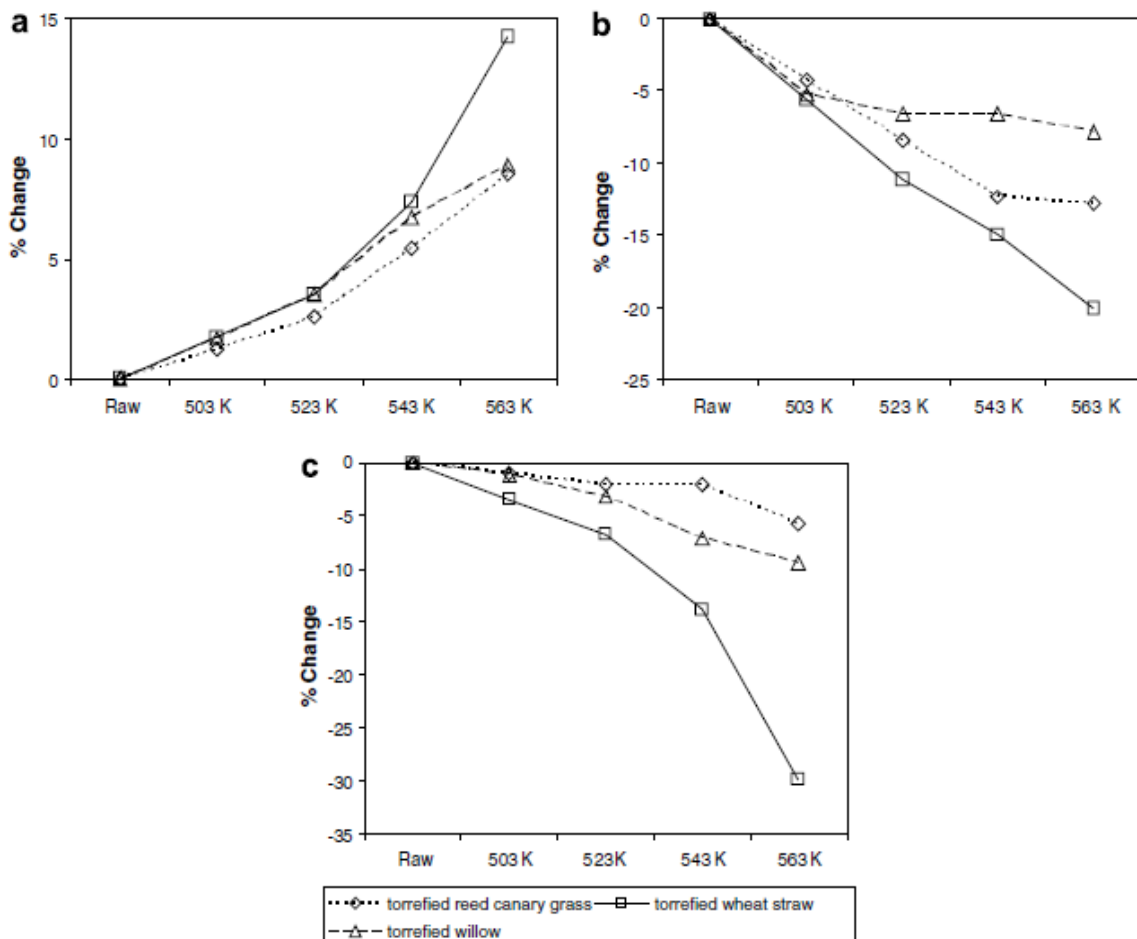 a
15
10
5
0
% Change
Raw 503 K 523 K 543 K 563 K
b
0
-5
-10
-15
-20
-25
% Change
Raw 503 K 523 K 543 K 563 K
c
0
-5
-10
-15
-20
-25
-30
-35
% Change
Raw 503 K 523K 543 K 563 K
torrefied reed canary grass torrefied wheat straw
torrefied willow